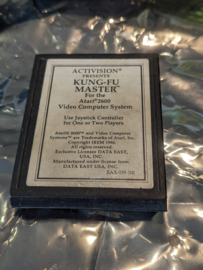 ACTIVISION®
PRESENTS
KUNG-FU
MASTER™
For the
Atari® 2600
Video Computer System
Use Joystick Controller
for One or Two Players
Atari® 2600™ and Video Computer
System™ are Trademarks of Atari, Inc.
Copyright IREM 1984.
All rights reserved.
Exclusive Licensee DATA EAST,
USA, INC.
Manufactured under license from
DATA EAST USA, INC.